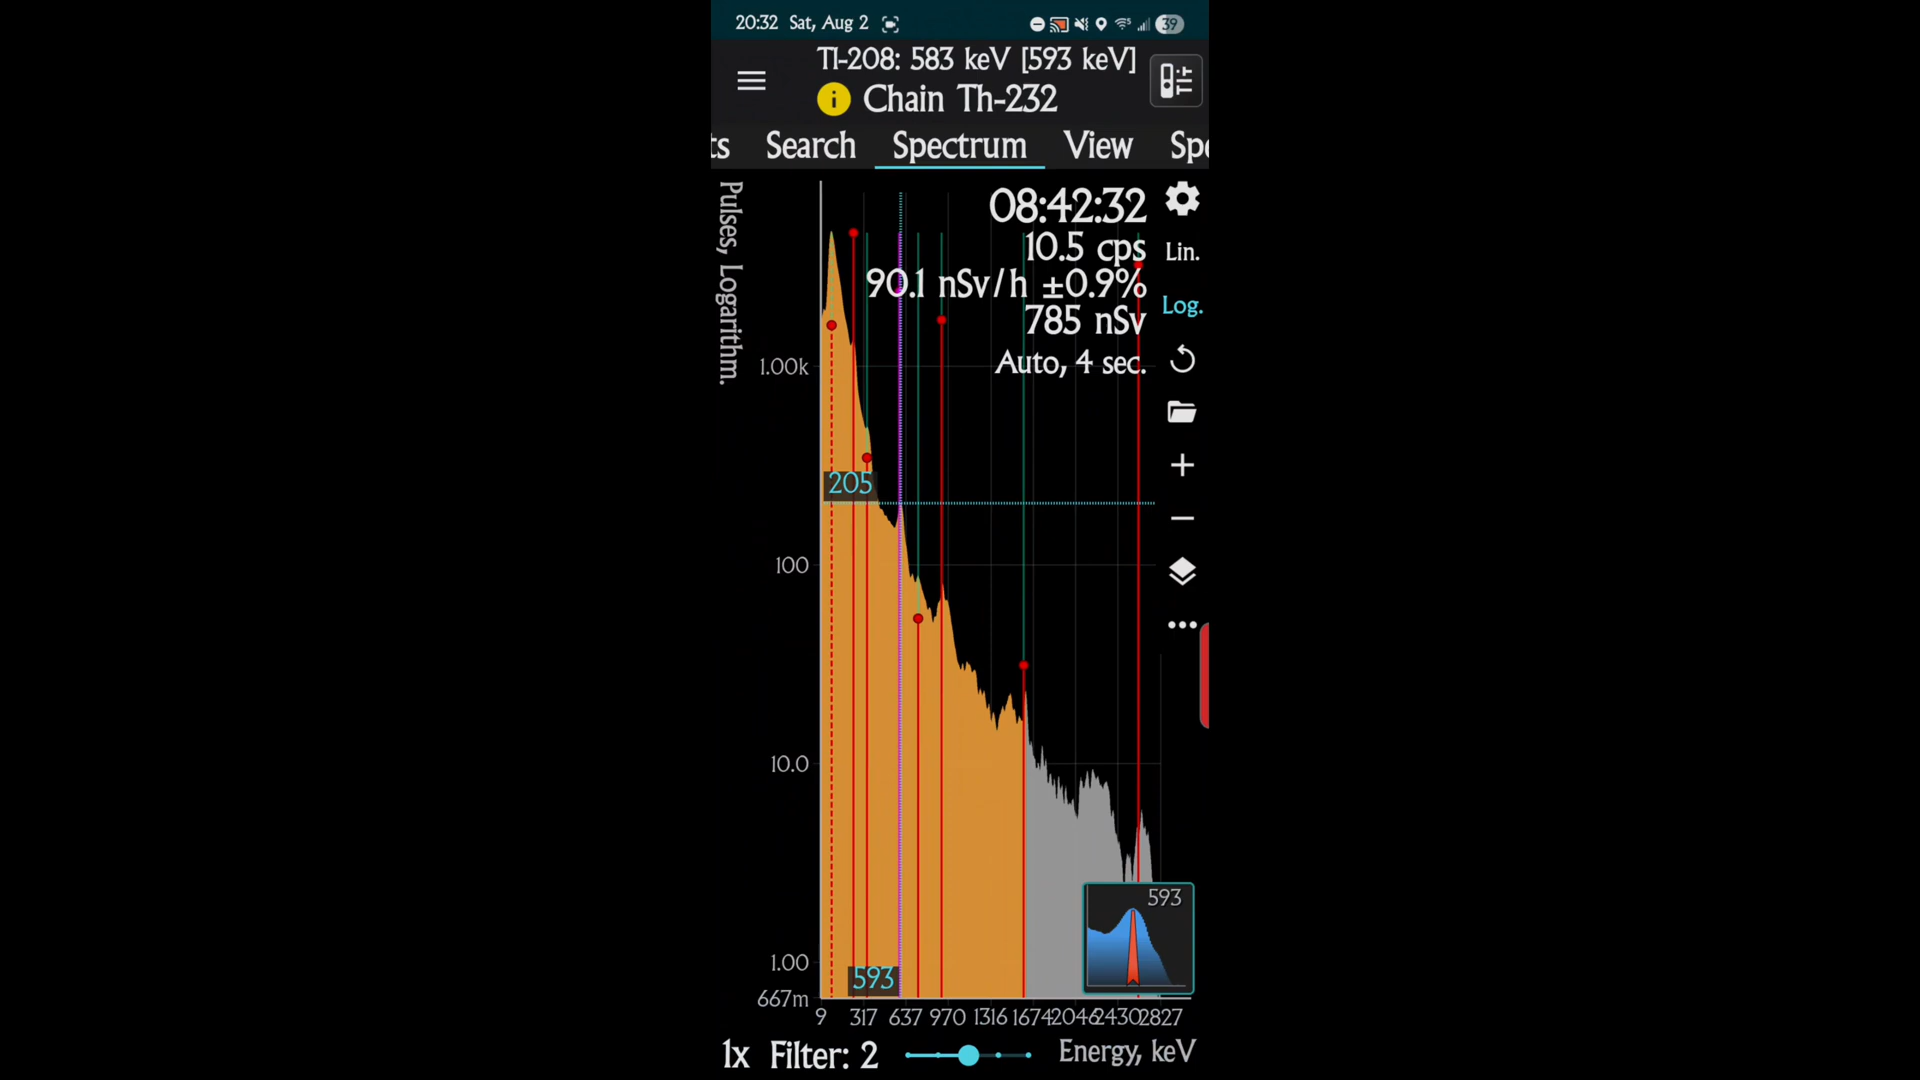 20:32 Sat, Aug 2
39
Tl-208: 583 keV [593 keV]
i Chain Th-232
ts Search Spectrum View Spe
Pulses, Logarithm.
08:42:32
10.5 cps
90.1 nSv/h ±0.9%
785 nSv
Auto, 4 sec.
Lin.
Log.
1.00k
205
100
10.0
1.00
667m
593
593
9 317 637 970 1316 1674 2046 2430 2827
1x Filter: 2
Energy, keV